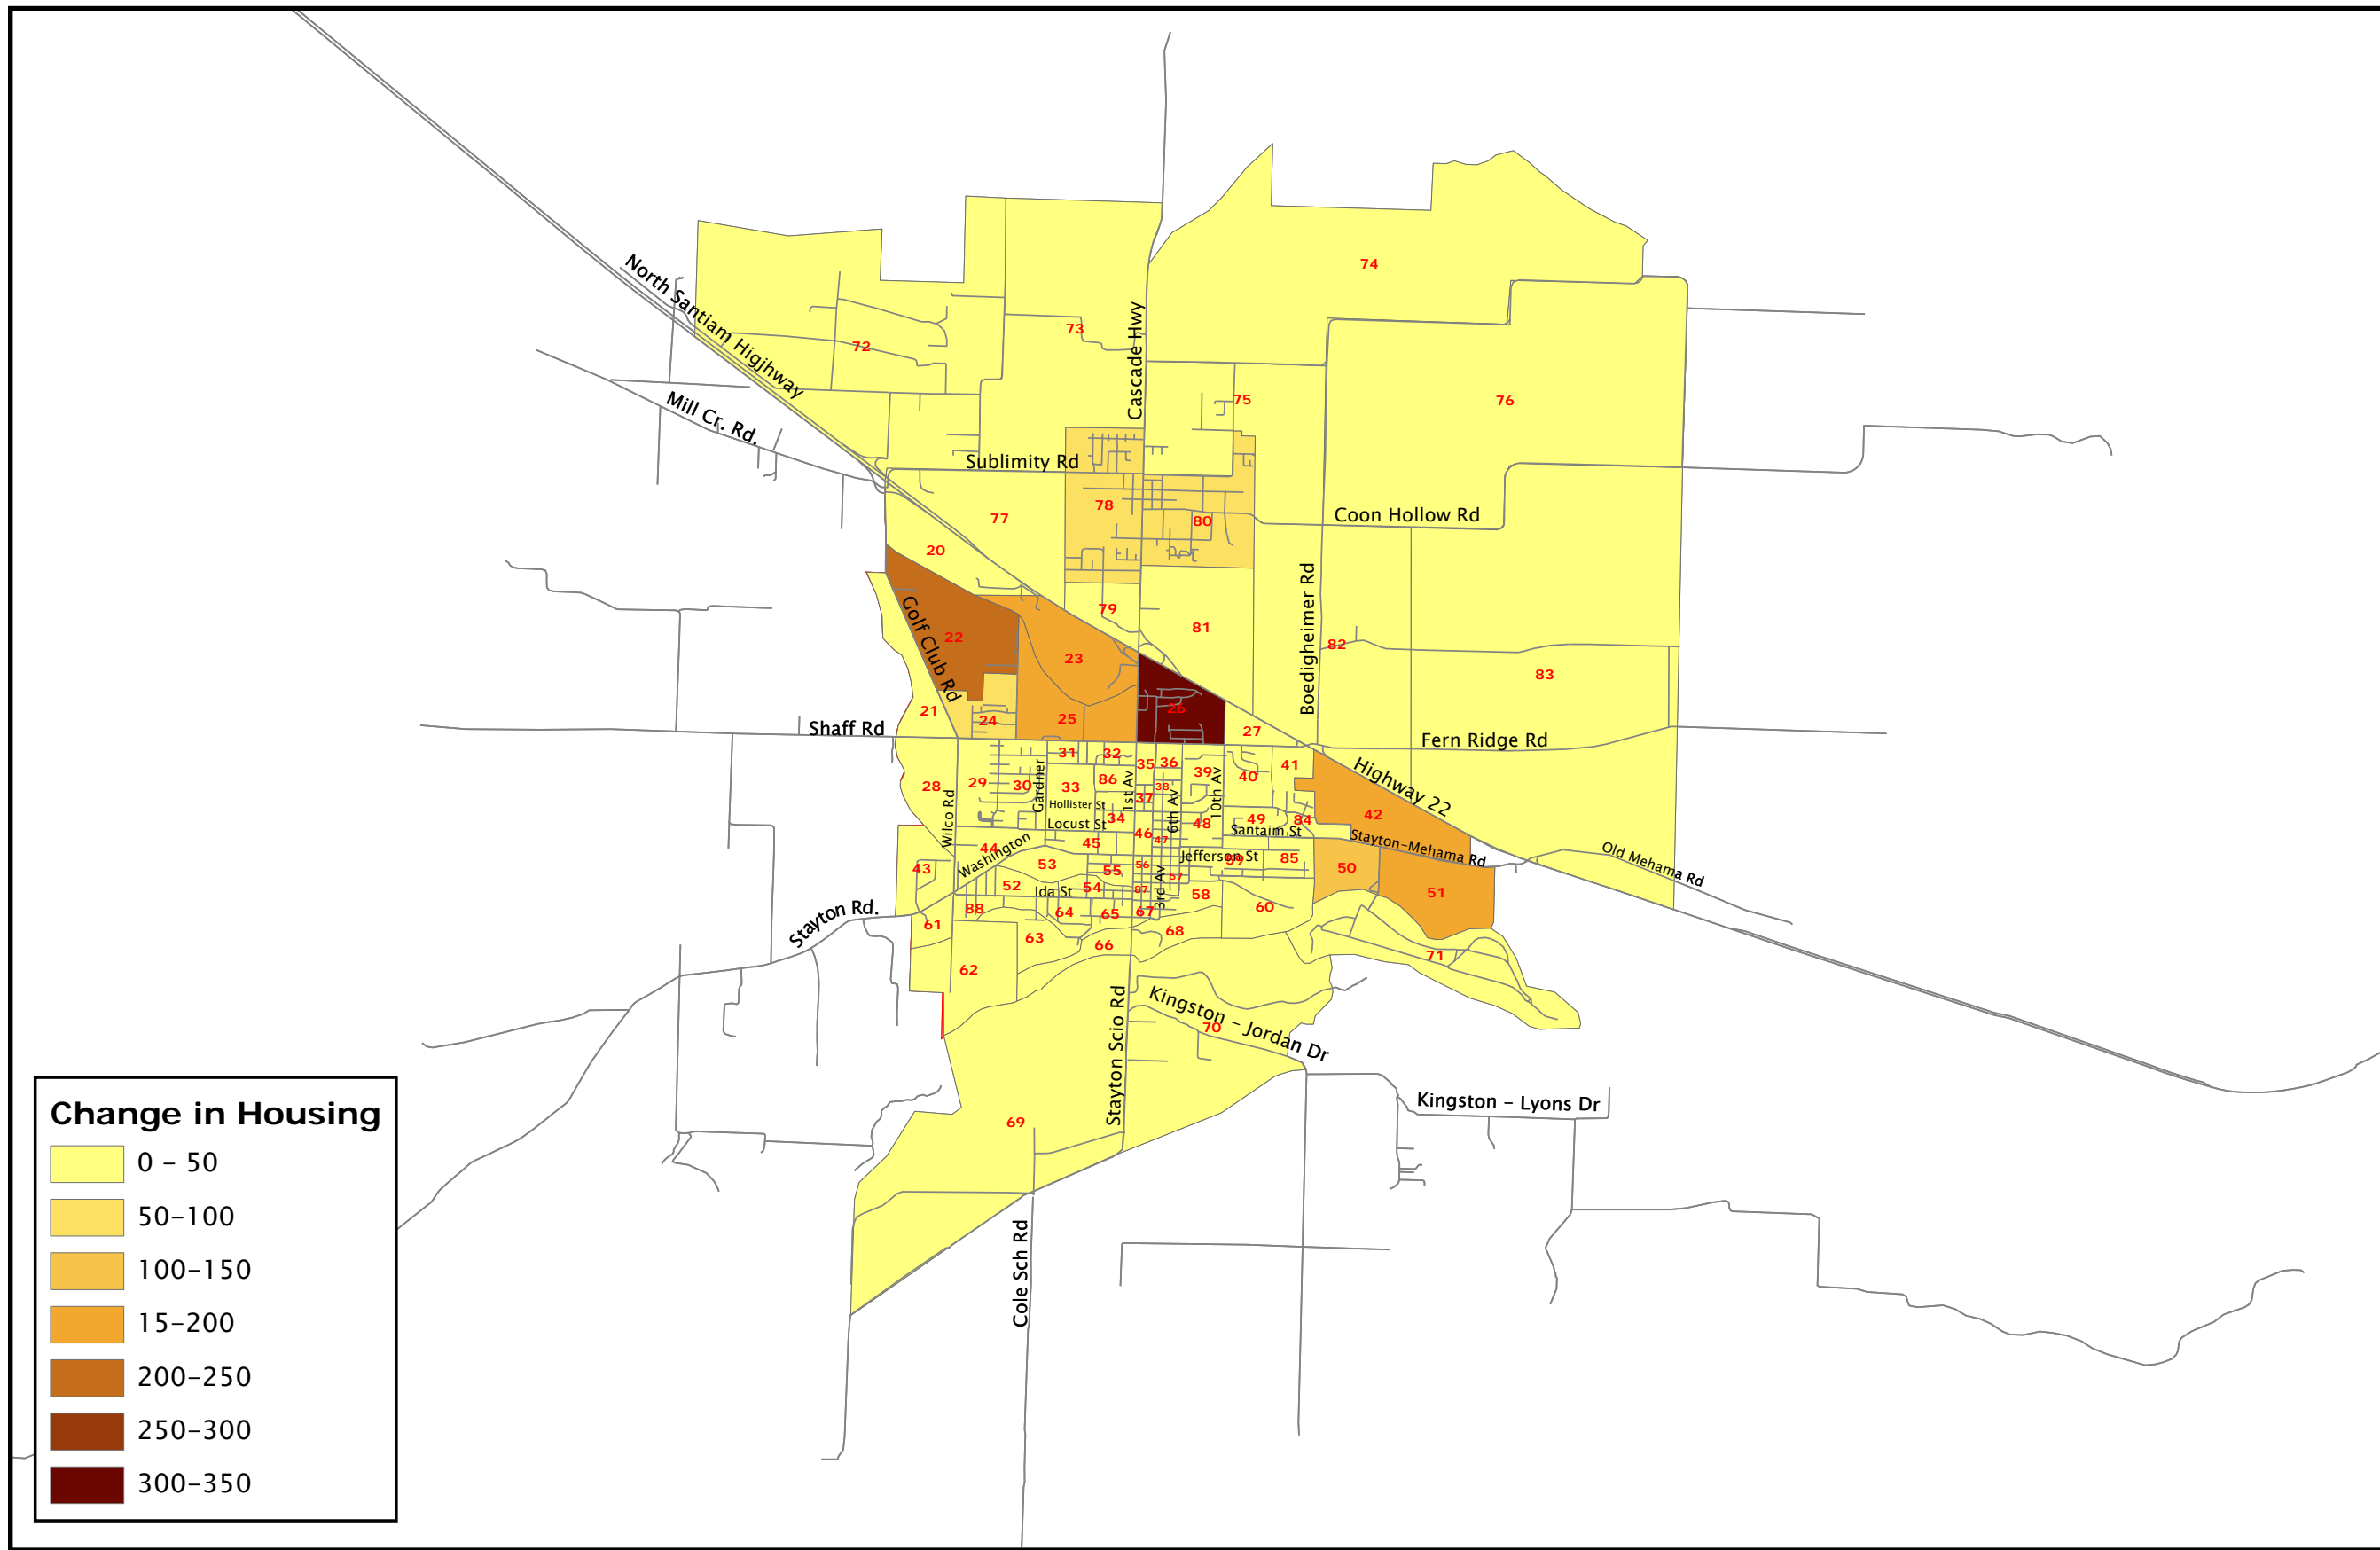 74
North Santiam Higjhway
73
Cascade Hwy
72
Mill Cr. Rd.
75
76
Sublimity Rd
78
77
80
Coon Hollow Rd
20
Boedigheimer Rd
Golf Club Rd
79
22
81
23
82
83
21
24
25
26
27
Shaff Rd
Fern Ridge Rd
31
32
35
36
39
41
40
Highway 22
28
29
30
Gardner
33
86
1st Av
38
37
6th Av
10th Av
Hollister St
Wilco Rd
Locust St
34
46
47
48
49
84
Santaim St
42
Stayton-Mehama Rd
Old Mehama Rd
44
Washington
45
Jefferson St
59
85
43
53
55
56
57
50
52
Ida St
54
87
3rd Av
58
51
Stayton Rd.
88
64
65
67
60
61
63
66
68
71
62
Stayton Scio Rd
Kingston - Jordan Dr
70
Kingston - Lyons Dr
69
Cole Sch Rd
Change in Housing
0 - 50
50-100
100-150
15-200
200-250
250-300
300-350